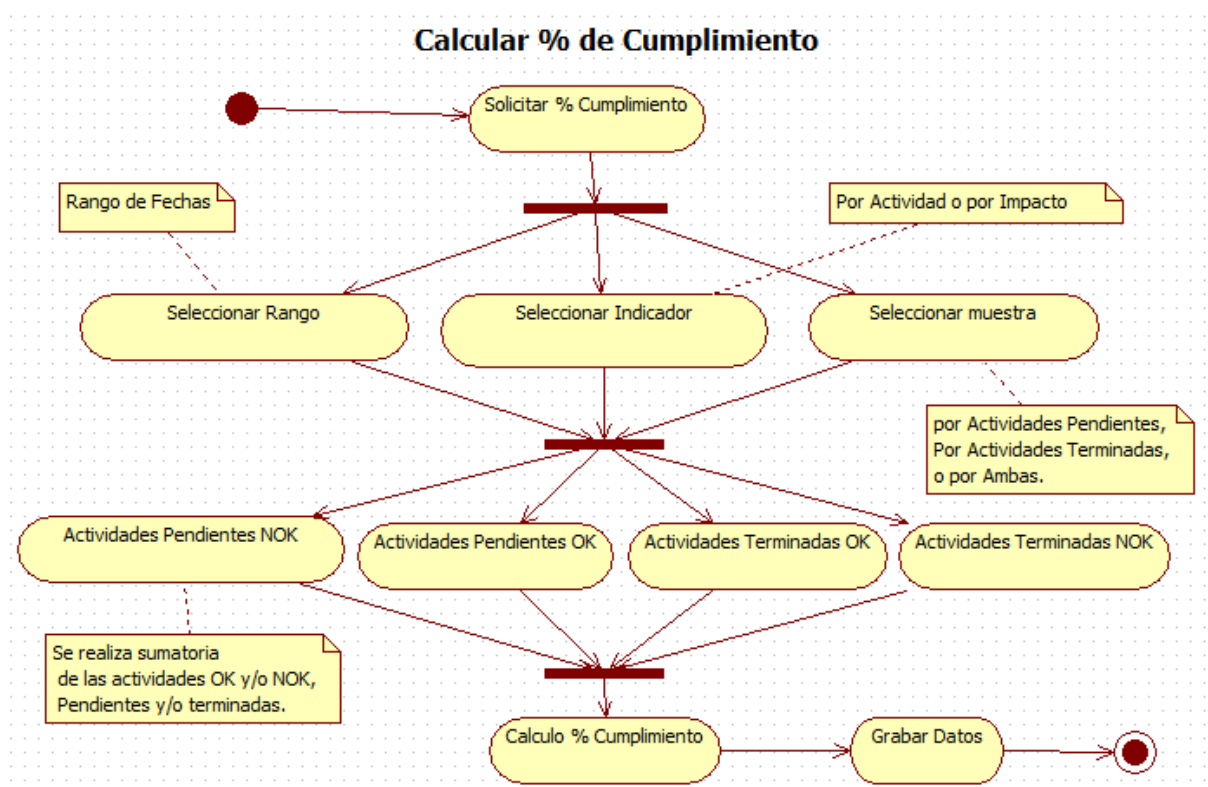 Calcular % de Cumplimiento
Solicitar % Cumplimiento
Rango de Fechas
Por Actividad o por Impacto
Seleccionar Rango
Seleccionar Indicador
Seleccionar muestra
por Actividades Pendientes,
Por Actividades Terminadas,
o por Ambas.
Actividades Pendientes NOK
Actividades Pendientes OK
Actividades Terminadas OK
Actividades Terminadas NOK
Se realiza sumatoria
de las actividades OK y/o NOK,
Pendientes y/o terminadas.
Calculo % Cumplimiento
Grabar Datos